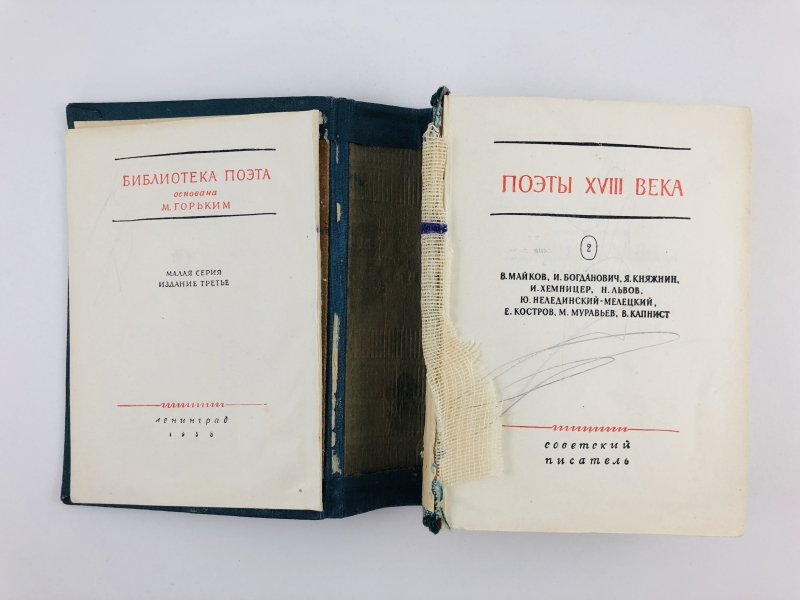 БИБЛИОТЕКА ПОЭТА
основана
М. ГОРЬКИМ
МАЛАЯ СЕРИЯ
ИЗДАНИЕ ТРЕТЬЕ
ленинград
1958
ПОЭТЫ XVIII ВЕКА
2
В. МАЙКОВ, И. БОГДАНОВИЧ, Я. КНЯЖНИН,
И. ХЕМНИЦЕР, Н. ЛЬВОВ,
Ю. НЕЛЕДИНСКИЙ-МЕЛЕЦКИЙ,
Е. КОСТРОВ, М. МУРАВЬЕВ, В. КАПНИСТ
советский
писатель